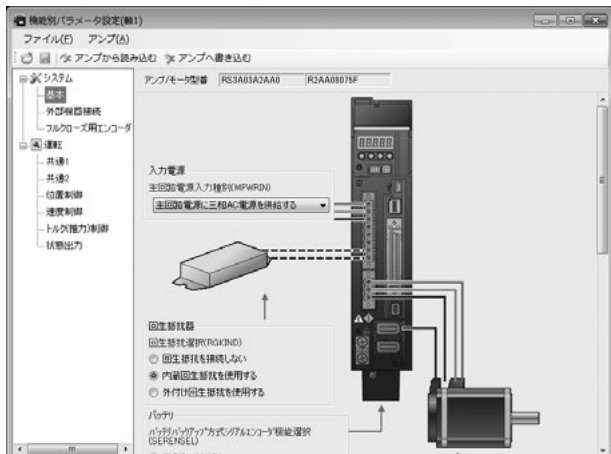 機能別パラメータ設定(軸1)
ファイル(F) アンプ(A)
アンプから読み込む アンプへ書き込む
システム
基本
外部機器接続
フルクローズ用エンコーダ
運転
共通1
共通2
位置制御
速度制御
トルク(推力)制御
状態出力
アンプ/モータ型番 RS3A03A2AA0 R2AA08075F
入力電源
主回路電源入力種別(MPWRIN)
主回路電源に三相AC電源を供給する
回生抵抗器
回生抵抗選択(RGKIND)
回生抵抗を接続しない
内蔵回生抵抗を使用する
外付け回生抵抗を使用する
バッテリ
バッテリバックアップ方式シリアルエンコーダ機能選択
(SERENSEL)